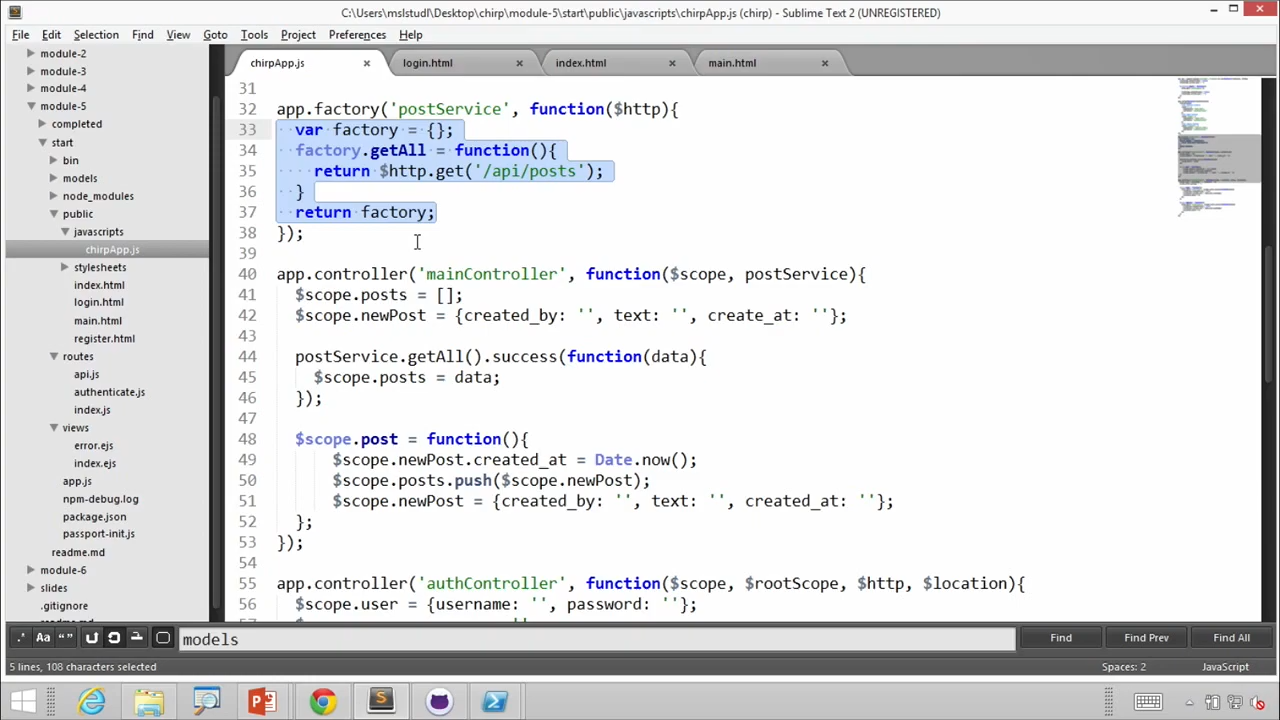 C:\Users\mslstudl\Desktop\chirp\module-5\start\public\javascripts\chirpApp.js (chirp) - Sublime Text 2 (UNREGISTERED)
File Edit Selection Find View Goto Tools Project Preferences Help
module-2
module-3
module-4
module-5
completed
start
bin
models
node_modules
public
javascripts
chirpApp.js
stylesheets
index.html
login.html
main.html
register.html
routes
api.js
authenticate.js
index.js
views
error.ejs
index.ejs
app.js
npm-debug.log
package.json
passport-init.js
readme.md
module-6
slides
.gitignore
chirpApp.js × login.html × index.html × main.html ×
31
32 app.factory('postService', function($http){
33 var factory = {};
34 factory.getAll = function(){
35 return $http.get('/api/posts');
36 }
37 return factory;
38 });
39
40 app.controller('mainController', function($scope, postService){
41 $scope.posts = [];
42 $scope.newPost = {created_by: '', text: '', create_at: ''};
43
44 postService.getAll().success(function(data){
45 $scope.posts = data;
46 });
47
48 $scope.post = function(){
49 $scope.newPost.created_at = Date.now();
50 $scope.posts.push($scope.newPost);
51 $scope.newPost = {created_by: '', text: '', created_at: ''};
52 };
53 });
54
55 app.controller('authController', function($scope, $rootScope, $http, $location){
56 $scope.user = {username: '', password: ''};
.* Aa “” models Find Find Prev Find All
5 lines, 108 characters selected Spaces: 2 JavaScript